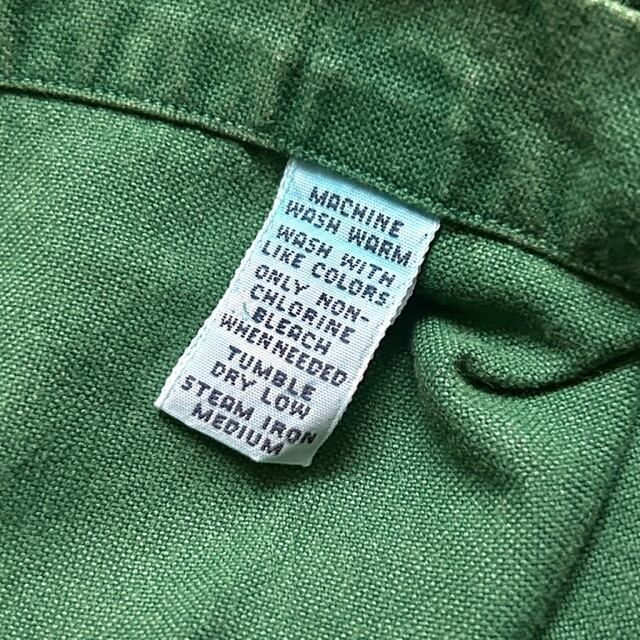 MACHINE
WASH WARM
WASH WITH
LIKE COLORS
ONLY NON-
CHLORINE
BLEACH
WHEN NEEDED
TUMBLE
DRY LOW
STEAM IRON
MEDIUM